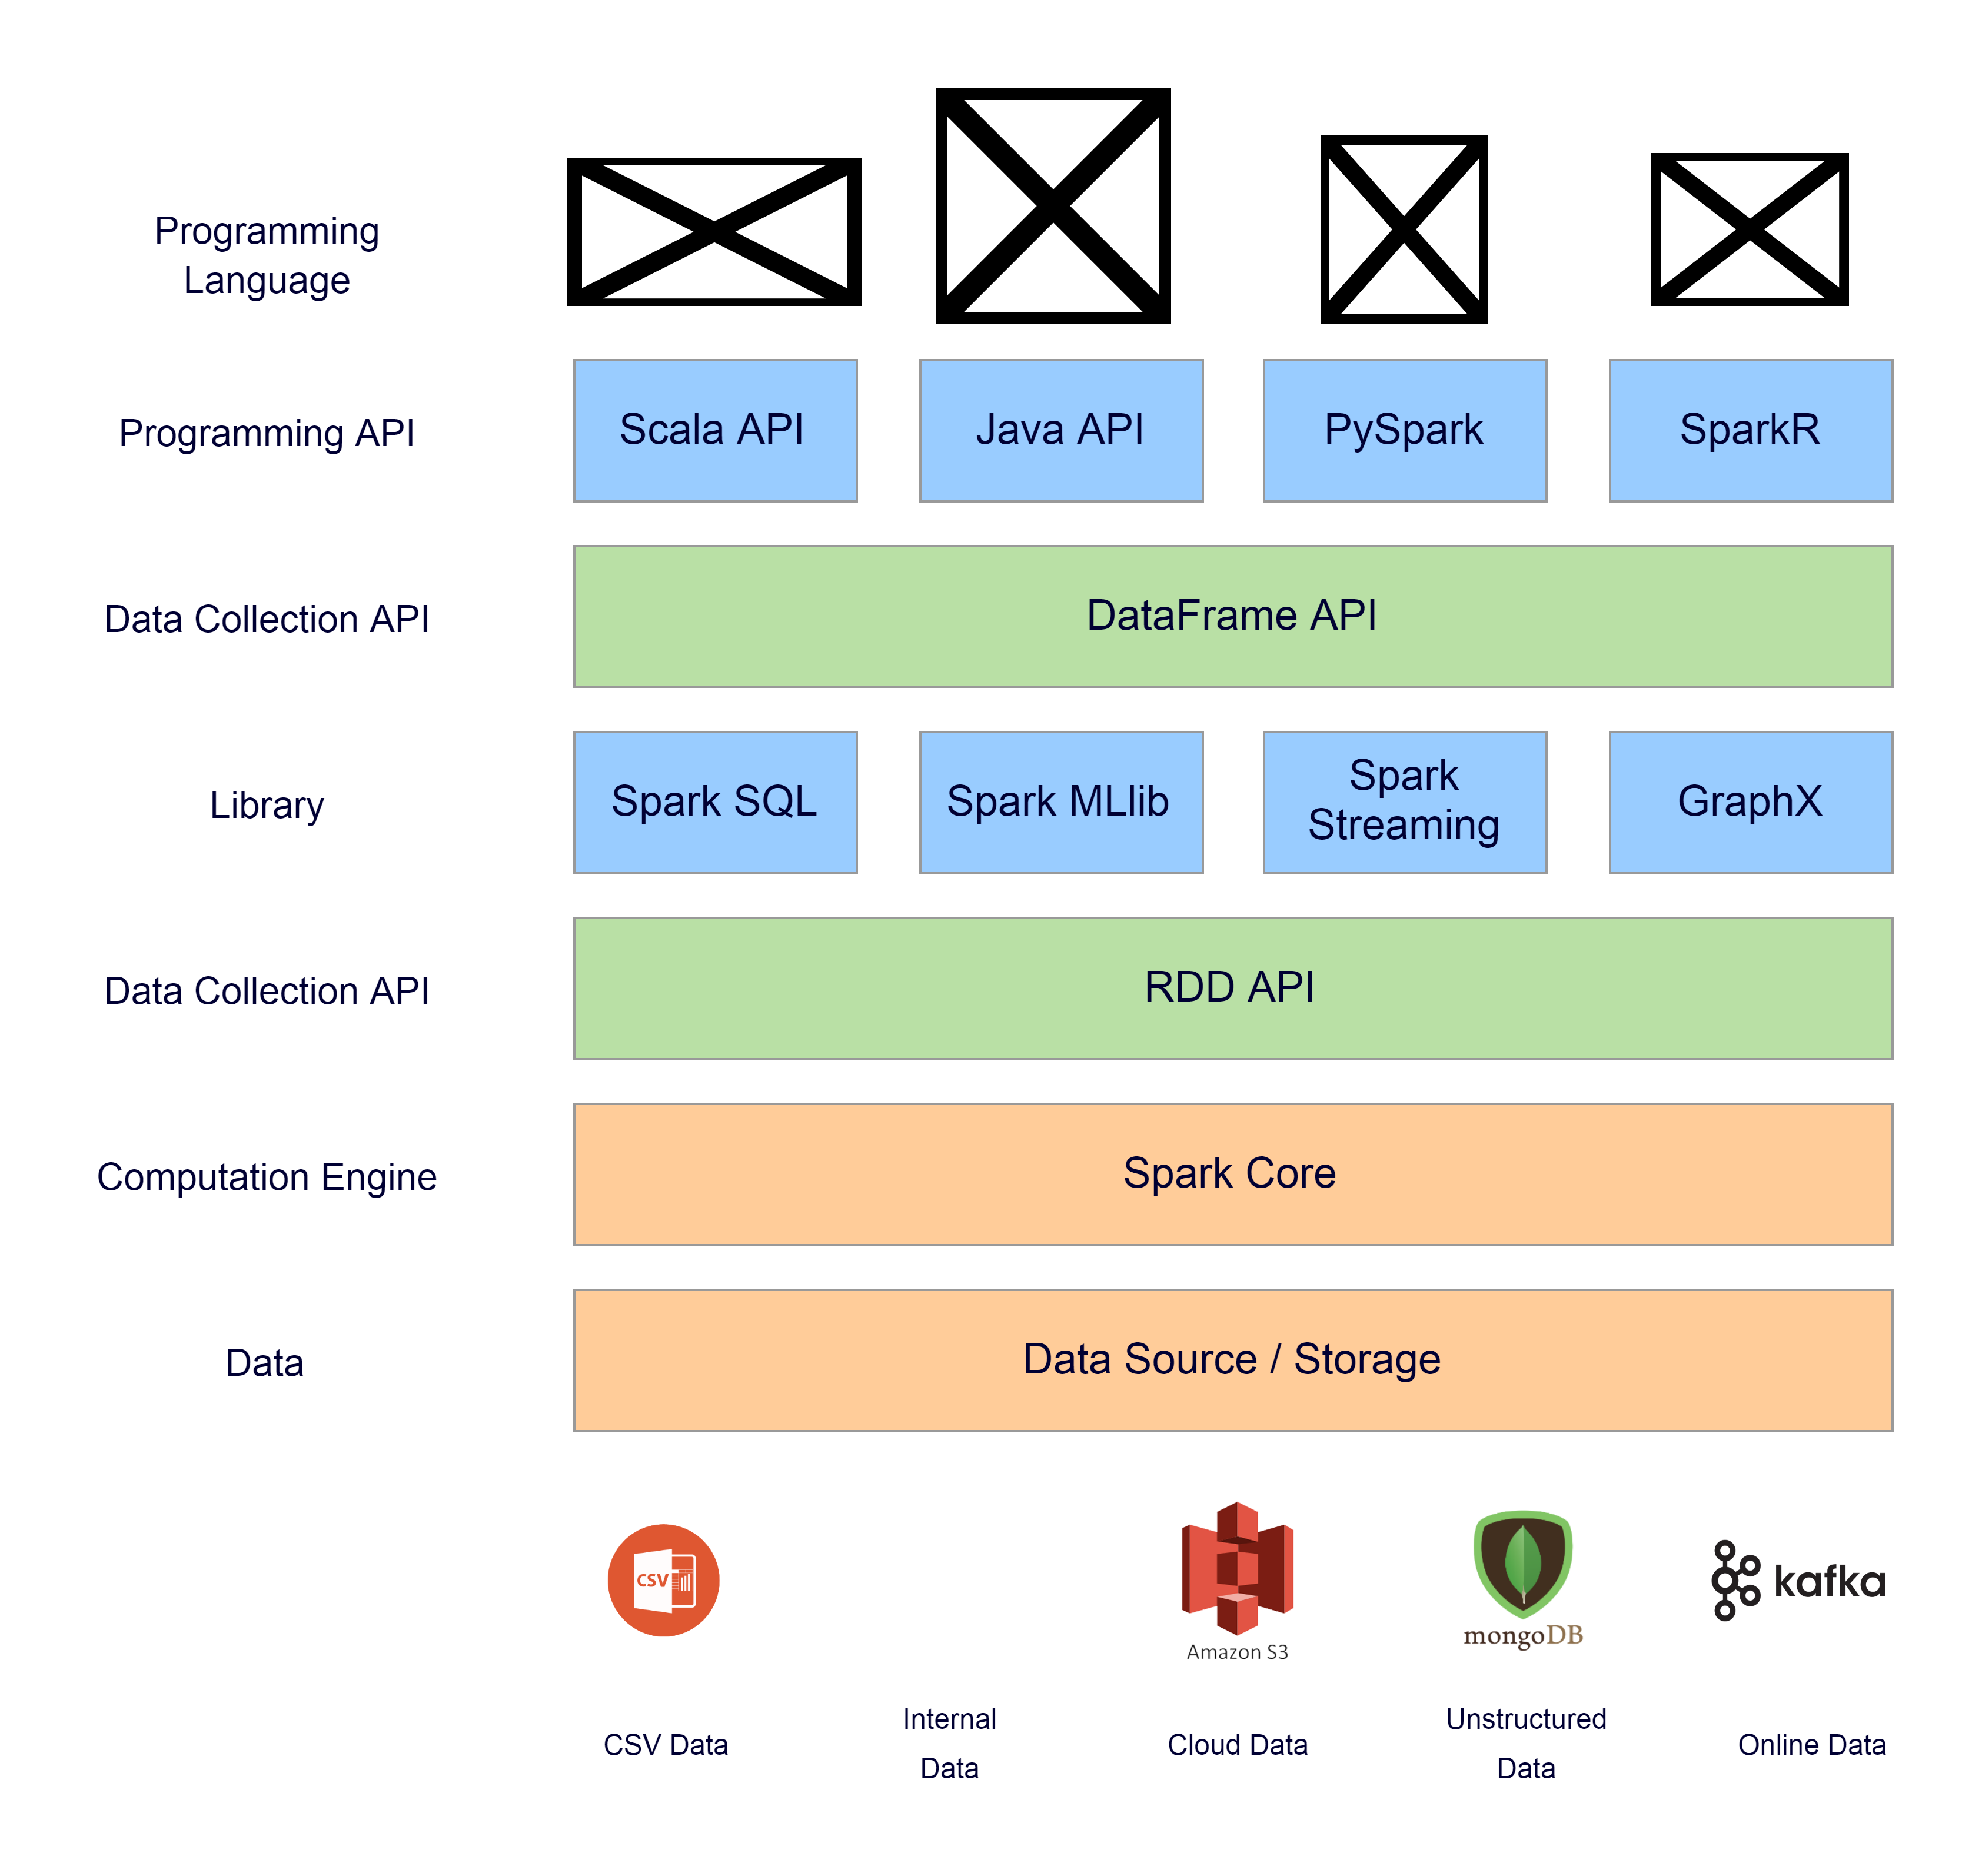 Programming
Language
Programming API
Scala API
Java API
PySpark
SparkR
Data Collection API
DataFrame API
Library
Spark SQL
Spark MLlib
Spark
Streaming
GraphX
Data Collection API
RDD API
Computation Engine
Spark Core
Data
Data Source / Storage
CSV
Amazon S3
mongoDB
kafka
CSV Data
Internal
Data
Cloud Data
Unstructured
Data
Online Data